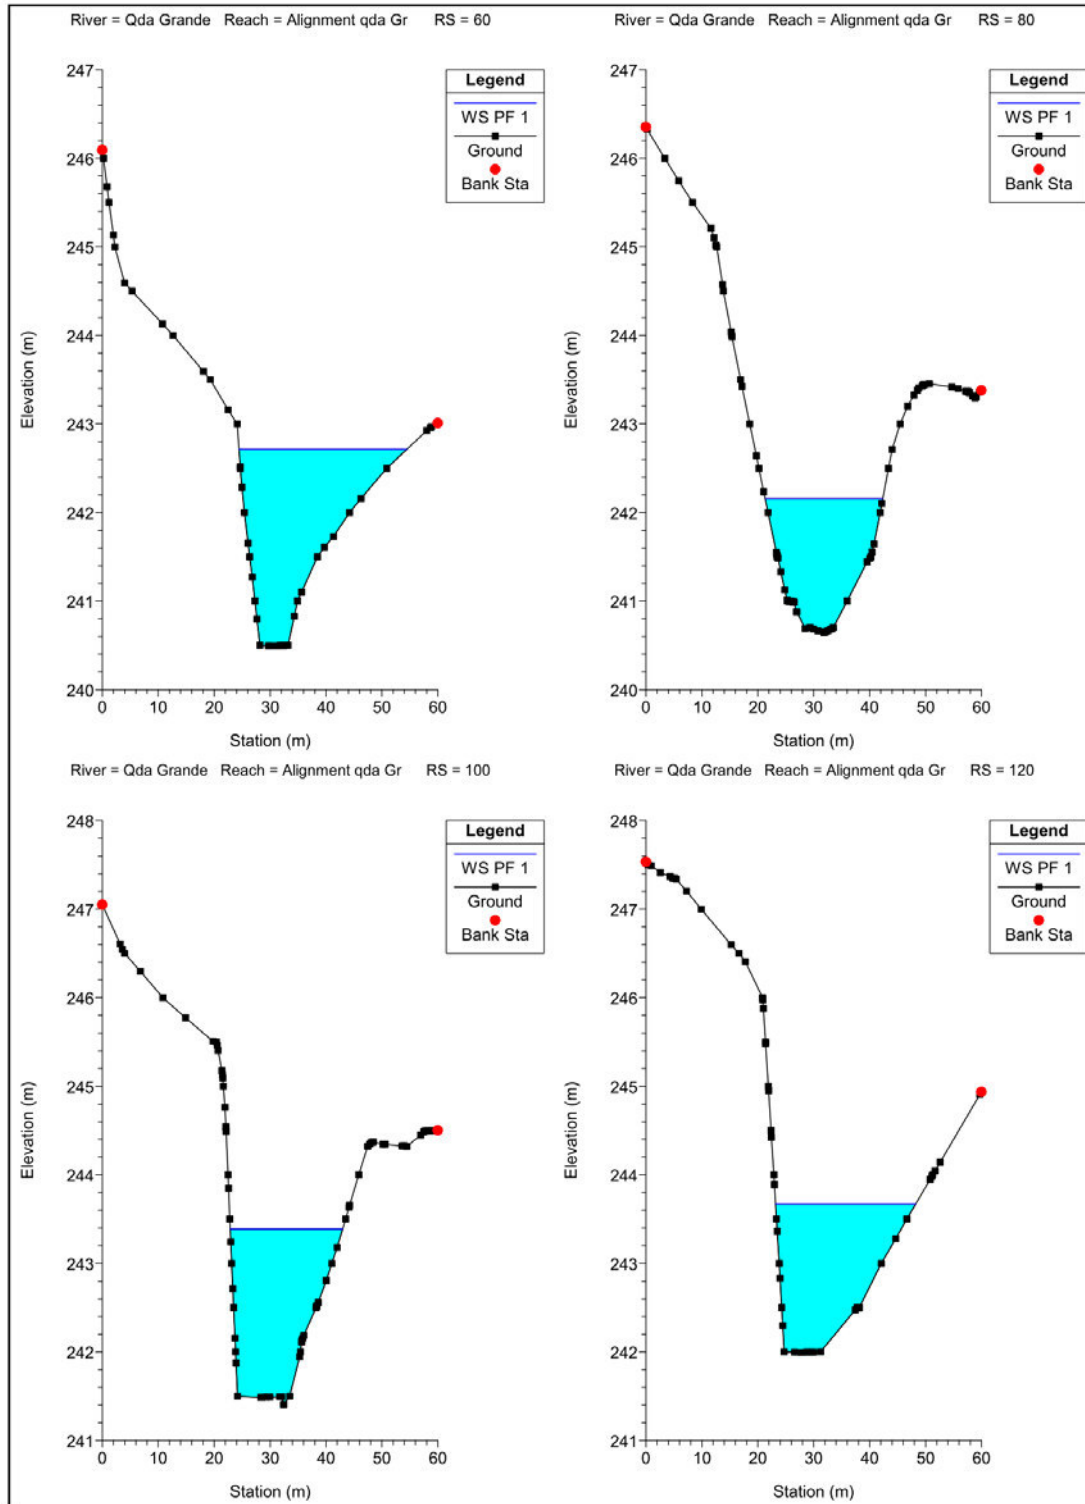 River = Qda Grande Reach = Alignment qda Gr RS = 60
Legend
WS PF 1
Ground
Bank Sta
247
246
245
244
243
242
241
240
Elevation (m)
0 10 20 30 40 50 60
Station (m)
River = Qda Grande Reach = Alignment qda Gr RS = 80
Legend
WS PF 1
Ground
Bank Sta
247
246
245
244
243
242
241
240
Elevation (m)
0 10 20 30 40 50 60
Station (m)
River = Qda Grande Reach = Alignment qda Gr RS = 100
Legend
WS PF 1
Ground
Bank Sta
248
247
246
245
244
243
242
241
Elevation (m)
0 10 20 30 40 50 60
Station (m)
River = Qda Grande Reach = Alignment qda Gr RS = 120
Legend
WS PF 1
Ground
Bank Sta
248
247
246
245
244
243
242
241
Elevation (m)
0 10 20 30 40 50 60
Station (m)